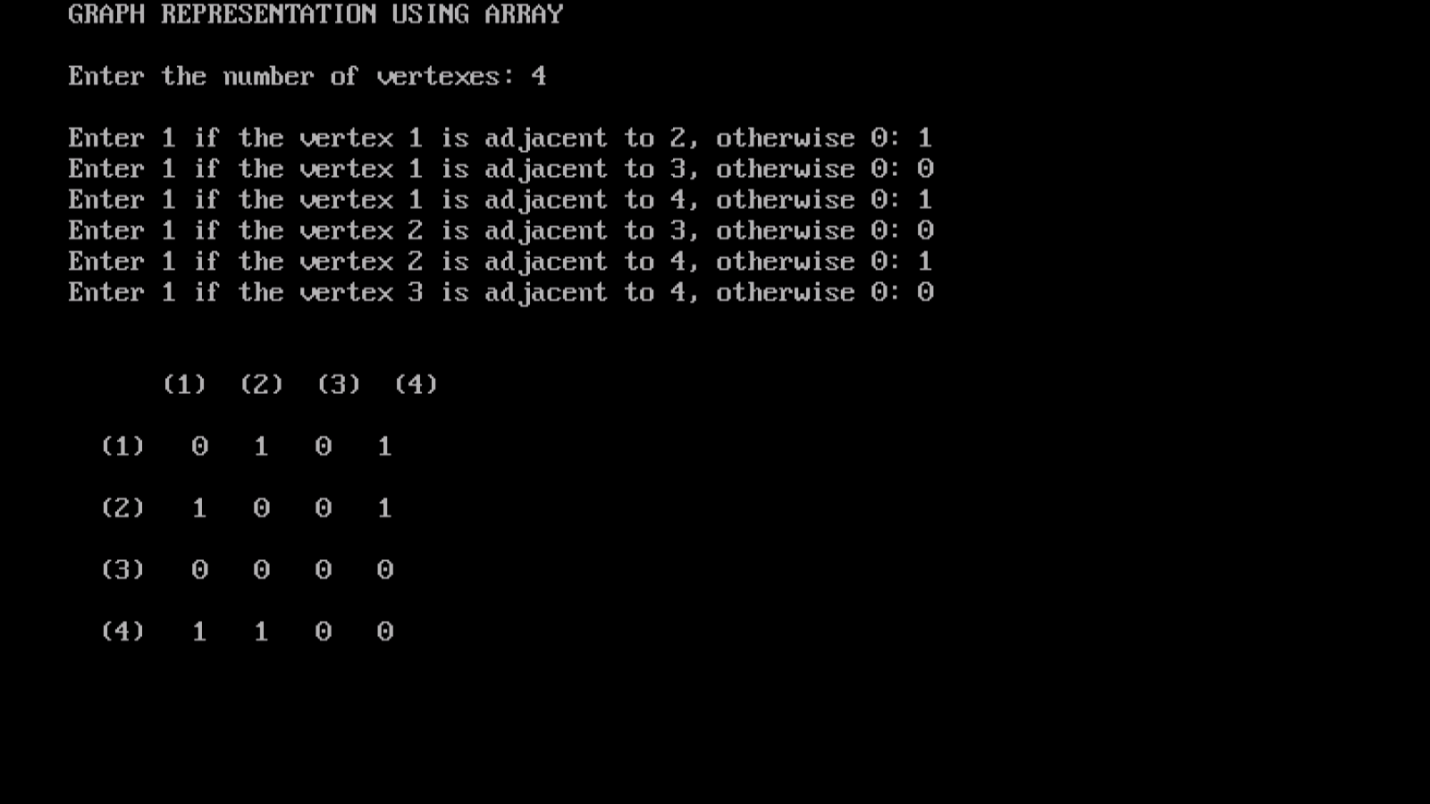 GRAPH REPRESENTATION USING ARRAY
Enter the number of vertexes: 4
Enter 1 if the vertex 1 is adjacent to 2, otherwise 0: 1
Enter 1 if the vertex 1 is adjacent to 3, otherwise 0: 0
Enter 1 if the vertex 1 is adjacent to 4, otherwise 0: 1
Enter 1 if the vertex 2 is adjacent to 3, otherwise 0: 0
Enter 1 if the vertex 2 is adjacent to 4, otherwise 0: 1
Enter 1 if the vertex 3 is adjacent to 4, otherwise 0: 0
(1) (2) (3) (4)
(1) 0 1 0 1
(2) 1 0 0 1
(3) 0 0 0 0
(4) 1 1 0 0